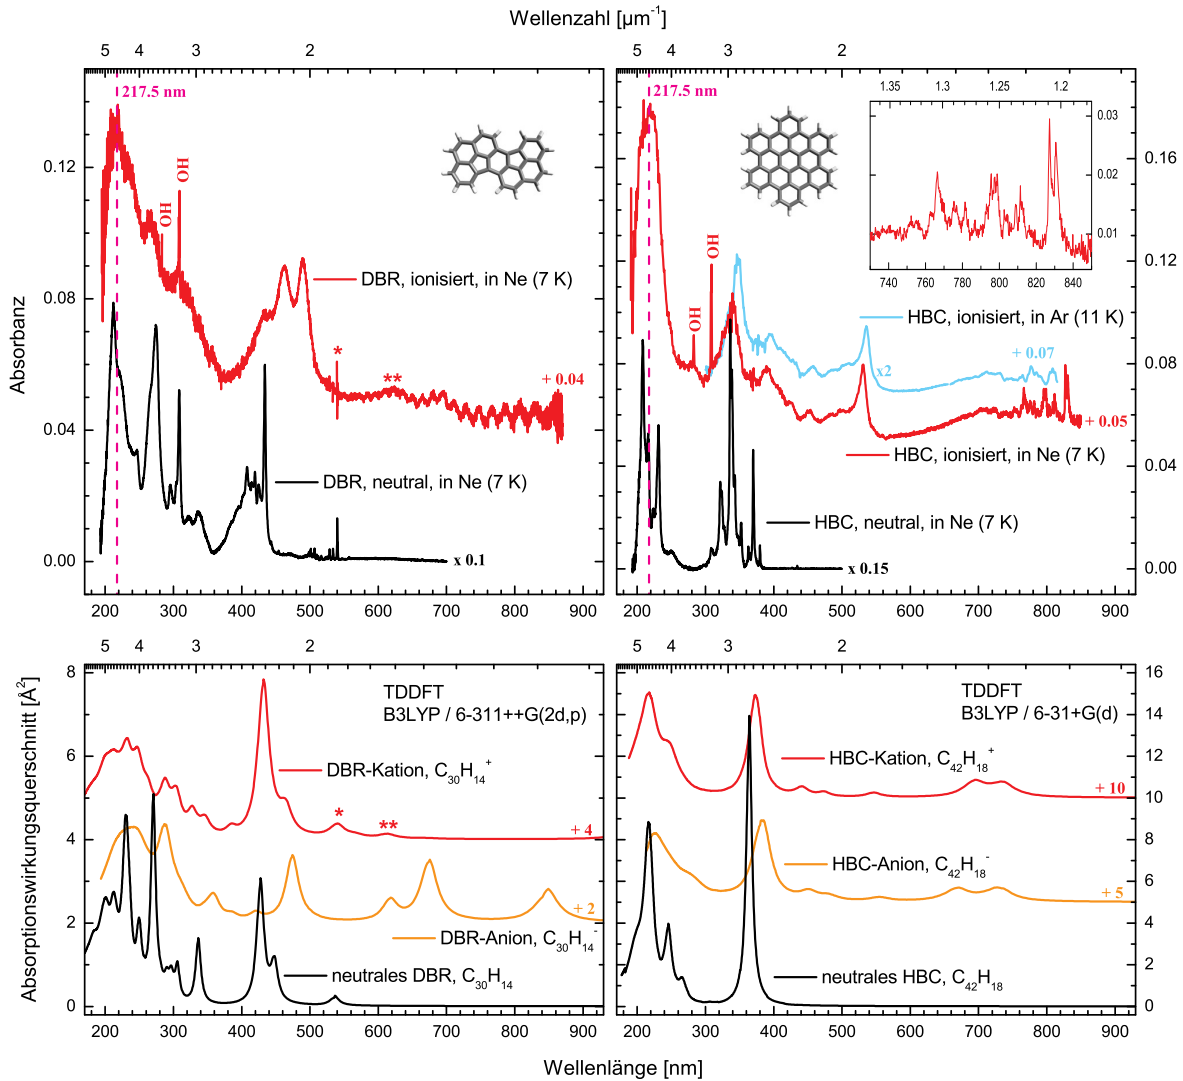 Wellenzahl [µm⁻¹]
5 4 3 2
5 4 3 2
Absorbanz
0.12
0.08
0.04
0.00
217.5 nm
OH
OH
DBR, ionisiert, in Ne (7 K)
*
**
+ 0.04
DBR, neutral, in Ne (7 K)
x 0.1
200 300 400 500 600 700 800 900
217.5 nm
1.35 1.3 1.25 1.2
0.03
0.02
0.01
740 760 780 800 820 840
0.16
0.12
0.08
0.04
0.00
OH
OH
HBC, ionisiert, in Ar (11 K)
+ 0.07
x2
+ 0.05
HBC, ionisiert, in Ne (7 K)
HBC, neutral, in Ne (7 K)
x 0.15
200 300 400 500 600 700 800 900
5 4 3 2
5 4 3 2
Absorptionswirkungsquerschnitt [Å²]
8
6
4
2
0
TDDFT
B3LYP / 6-311++G(2d,p)
DBR-Kation, C₃₀H₁₄⁺
*
**
+ 4
+ 2
DBR-Anion, C₃₀H₁₄⁻
neutrales DBR, C₃₀H₁₄
200 300 400 500 600 700 800 900
TDDFT
B3LYP / 6-31+G(d)
HBC-Kation, C₄₂H₁₈⁺
+ 10
HBC-Anion, C₄₂H₁₈⁻
+ 5
neutrales HBC, C₄₂H₁₈
16
14
12
10
8
6
4
2
0
200 300 400 500 600 700 800 900
Wellenlänge [nm]